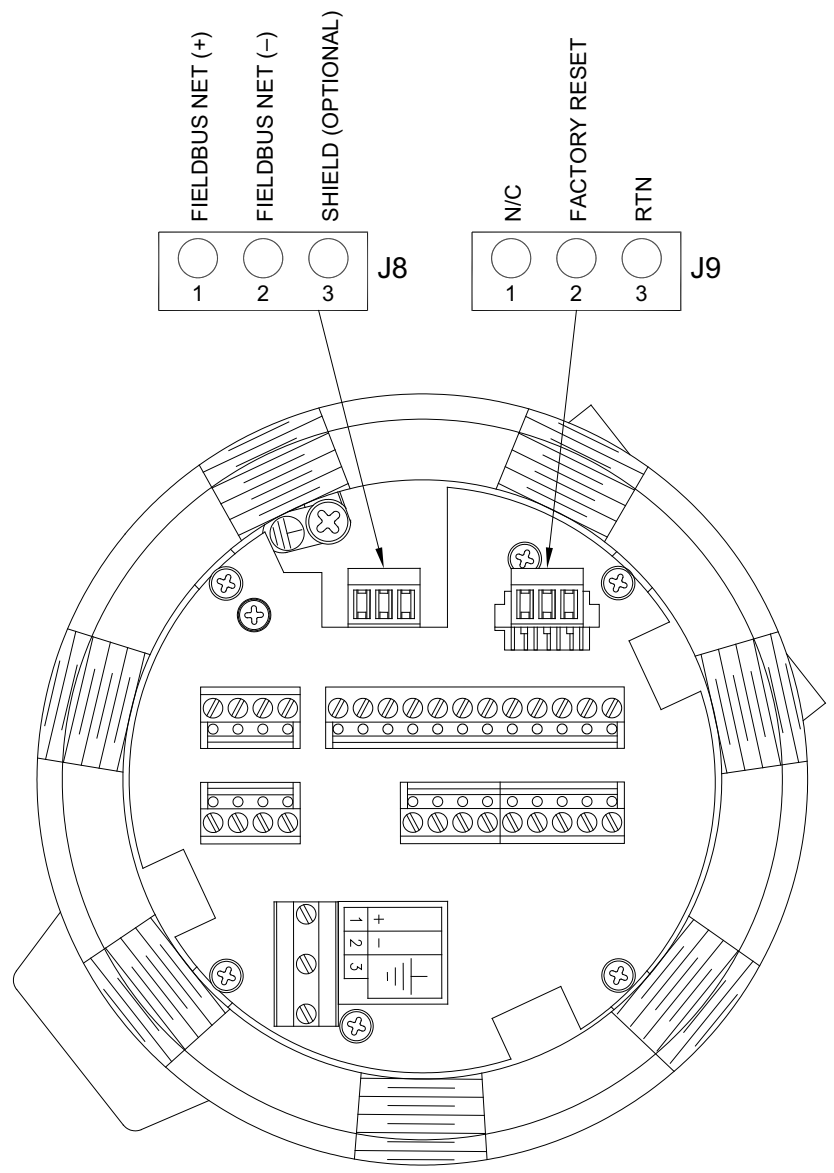 FIELDBUS NET (+)
FIELDBUS NET (–)
SHIELD (OPTIONAL)
1 2 3
J8
N/C
FACTORY RESET
RTN
1 2 3
J9
1 +
2 –
3